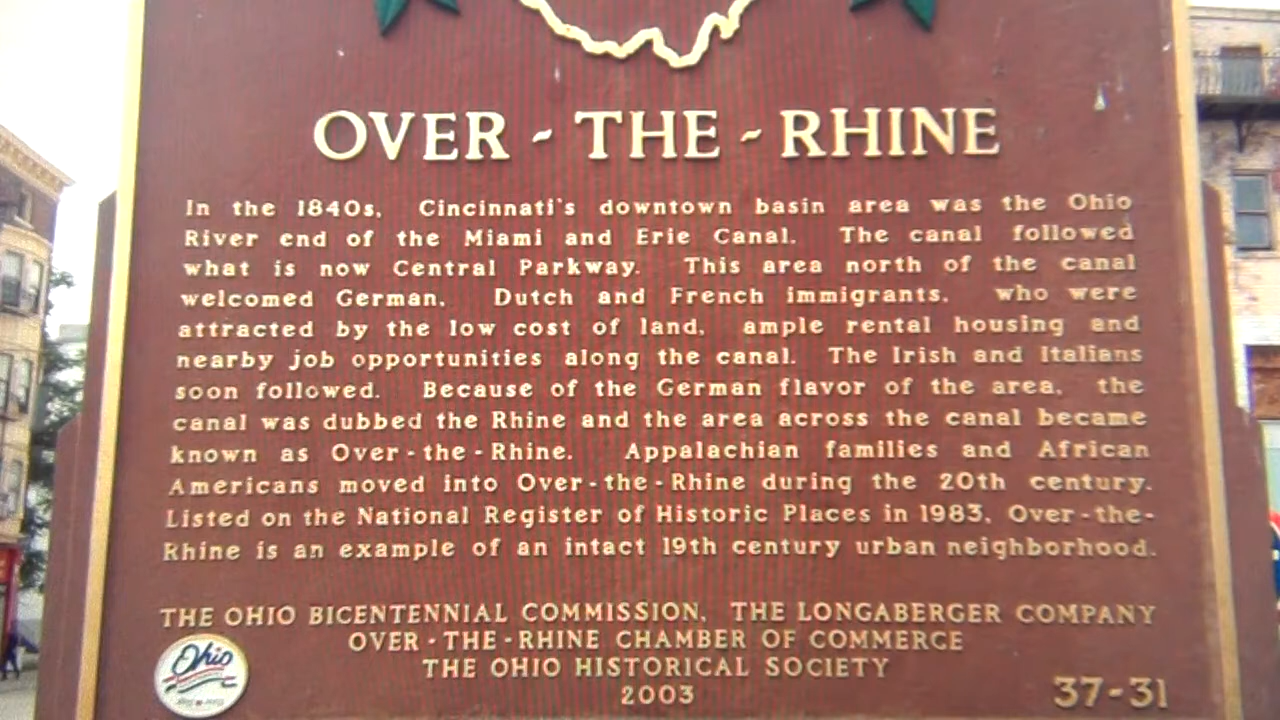 OVER-THE-RHINE
In the 1840s, Cincinnati's downtown basin area was the Ohio
River end of the Miami and Erie Canal. The canal followed
what is now Central Parkway. This area north of the canal
welcomed German, Dutch and French immigrants, who were
attracted by the low cost of land, ample rental housing and
nearby job opportunities along the canal. The Irish and Italians
soon followed. Because of the German flavor of the area, the
canal was dubbed the Rhine and the area across the canal became
known as Over-the-Rhine. Appalachian families and African
Americans moved into Over-the-Rhine during the 20th century.
Listed on the National Register of Historic Places in 1983, Over-the-
Rhine is an example of an intact 19th century urban neighborhood.
THE OHIO BICENTENNIAL COMMISSION, THE LONGABERGER COMPANY
OVER-THE-RHINE CHAMBER OF COMMERCE
THE OHIO HISTORICAL SOCIETY
2003
37-31
Ohio